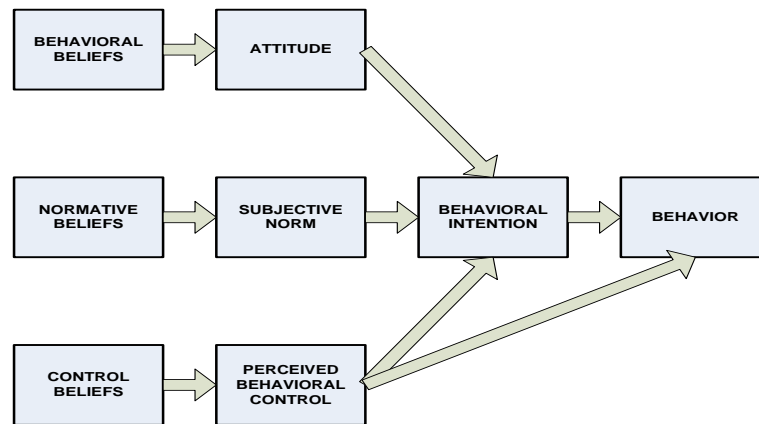 BEHAVIORAL
BELIEFS
ATTITUDE
NORMATIVE
BELIEFS
SUBJECTIVE
NORM
BEHAVIORAL
INTENTION
BEHAVIOR
CONTROL
BELIEFS
PERCEIVED
BEHAVIORAL
CONTROL